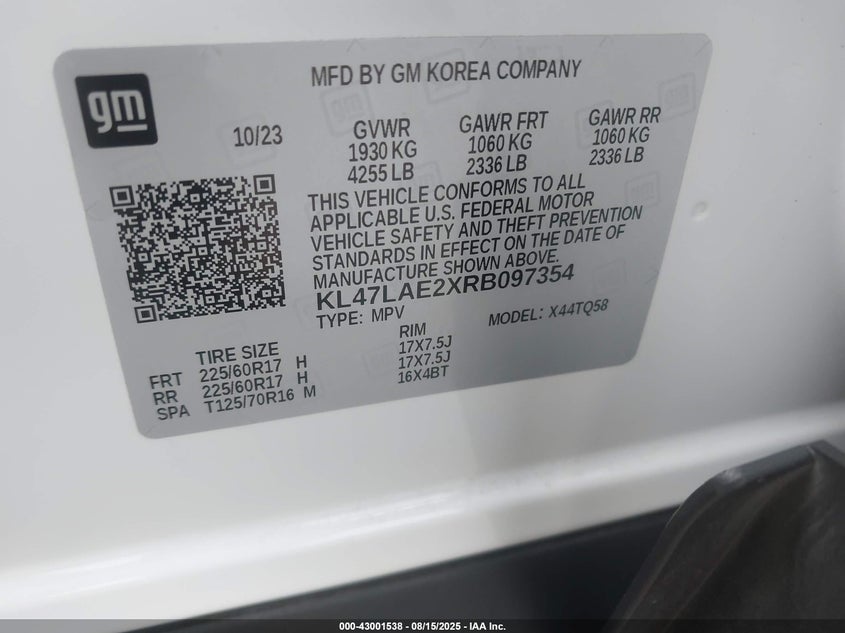 gm
MFD BY GM KOREA COMPANY
10/23
GVWR
1930 KG
4255 LB
GAWR FRT
1060 KG
2336 LB
GAWR RR
1060 KG
2336 LB
THIS VEHICLE CONFORMS TO ALL
APPLICABLE U.S. FEDERAL MOTOR
VEHICLE SAFETY AND THEFT PREVENTION
STANDARDS IN EFFECT ON THE DATE OF
MANUFACTURE SHOWN ABOVE.
KL47LAE2XRB097354
TYPE: MPV
MODEL: X44TQ58
TIRE SIZE RIM
FRT 225/60R17 H 17X7.5J
RR 225/60R17 H 17X7.5J
SPA T125/70R16 M 16X4BT
000-43001538 - 08/15/2025 - IAA Inc.